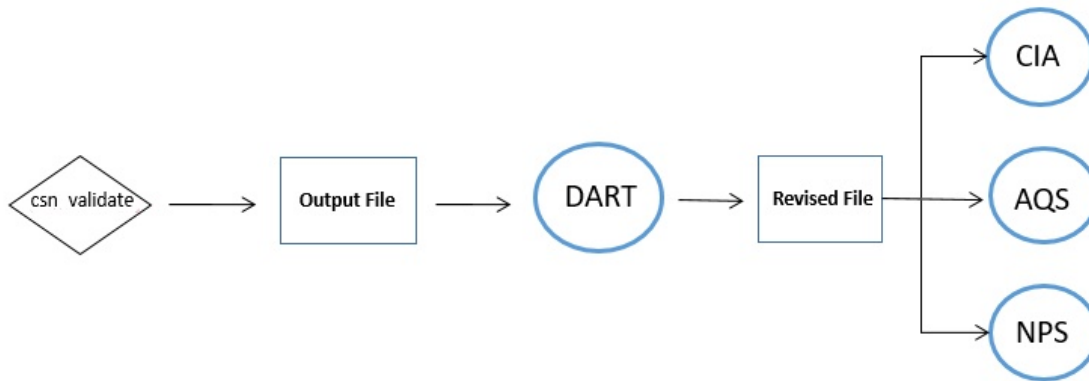 csn validate
Output File
DART
Revised File
CIA
AQS
NPS